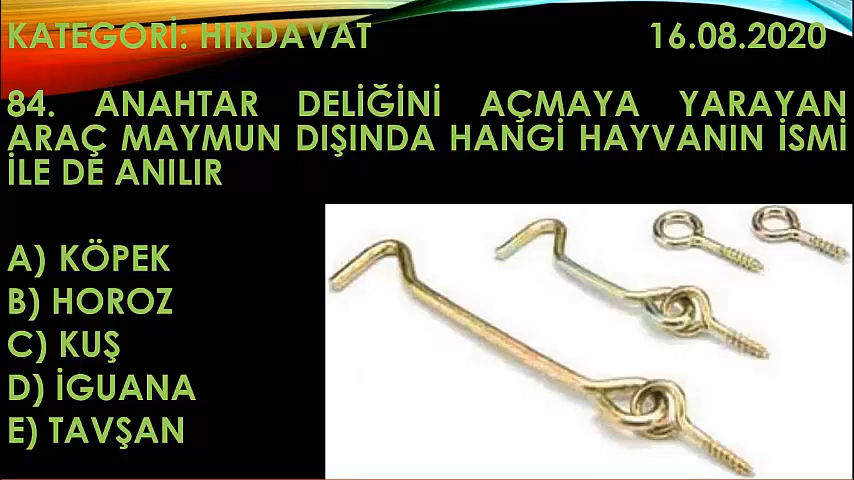 KATEGORİ: HIRDAVAT 16.08.2020
84. ANAHTAR DELİĞİNİ AÇMAYA YARAYAN
ARAÇ MAYMUN DIŞINDA HANGİ HAYVANIN İSMİ
İLE DE ANILIR
A) KÖPEK
B) HOROZ
C) KUŞ
D) İGUANA
E) TAVŞAN